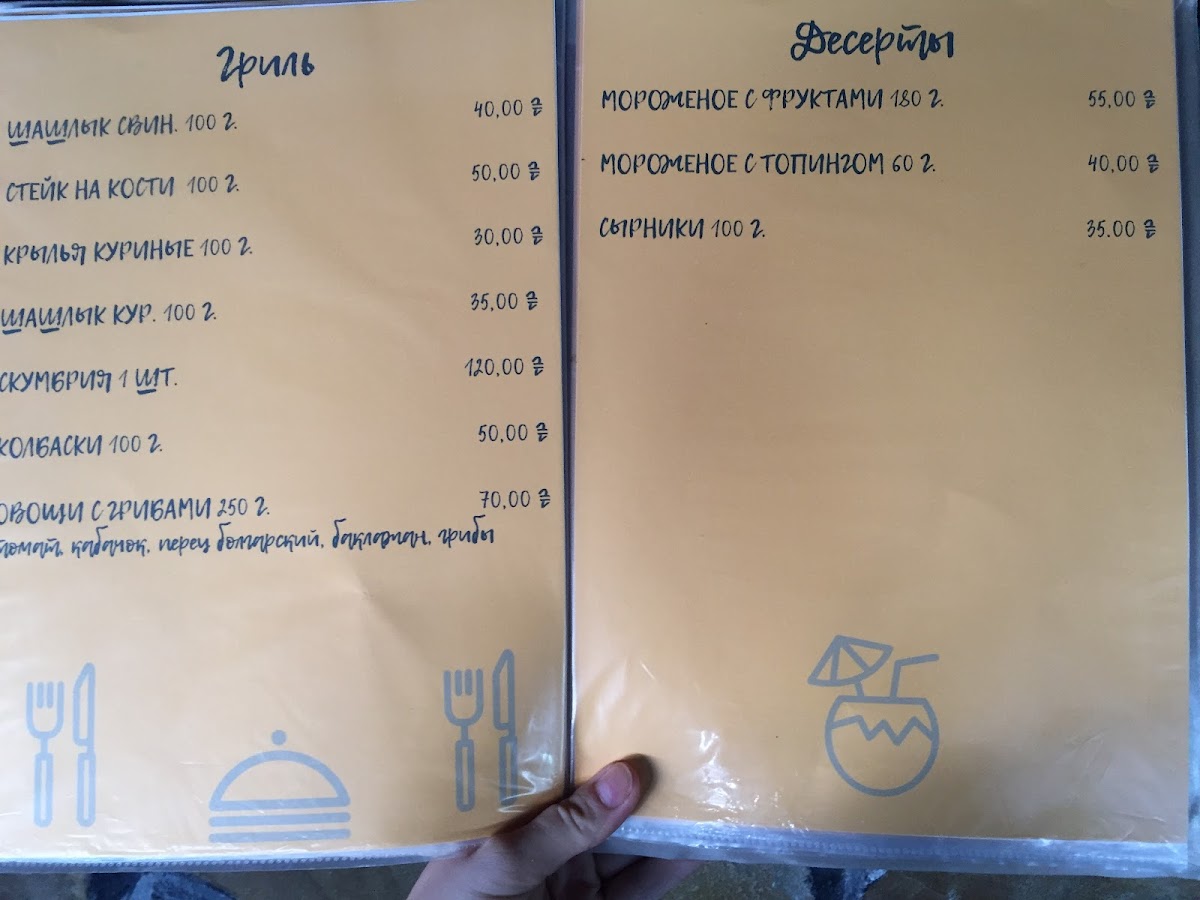 Гриль
ШАШЛЫК СВИН. 100 Г. 40,00 ₴
СТЕЙК НА КОСТИ 100 Г. 50,00 ₴
КРЫЛЬЯ КУРИНЫЕ 100 Г. 30,00 ₴
ШАШЛЫК КУР. 100 Г. 35,00 ₴
СКУМБРИЯ 1 ШТ. 120,00 ₴
КОЛБАСКИ 100 Г. 50,00 ₴
ОВОЩИ С ГРИБАМИ 250 Г. 70,00 ₴
томат, кабачок, перец болгарский, баклажан, грибы
Десерты
МОРОЖЕНОЕ С ФРУКТАМИ 180 Г. 55,00 ₴
МОРОЖЕНОЕ С ТОПИНГОМ 60 Г. 40,00 ₴
СЫРНИКИ 100 Г. 35.00 ₴